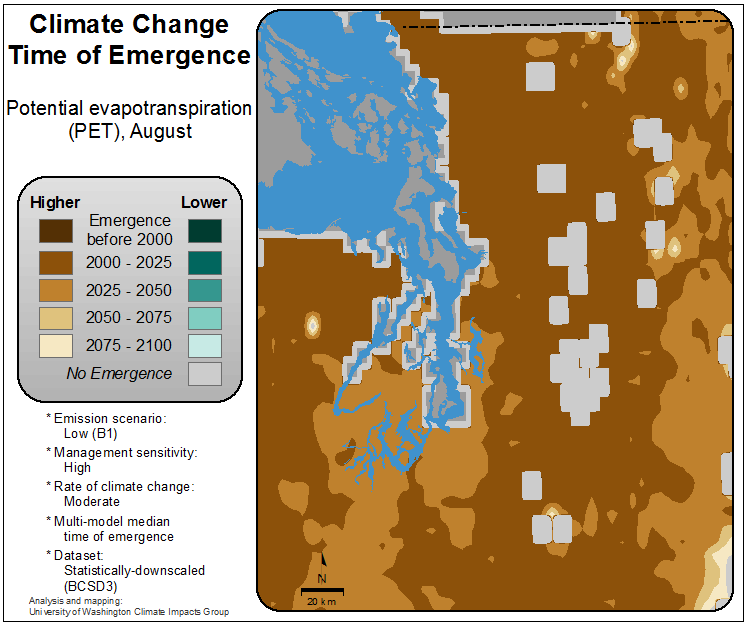 Climate Change
Time of Emergence
Potential evapotranspiration
(PET), August
Higher
Lower
Emergence
before 2000
2000 - 2025
2025 - 2050
2050 - 2075
2075 - 2100
No Emergence
* Emission scenario:
Low (B1)
* Management sensitivity:
High
* Rate of climate change:
Moderate
* Multi-model median
time of emergence
* Dataset:
Statistically-downscaled
(BCSD3)
Analysis and mapping:
University of Washington Climate Impacts Group
N
20 km